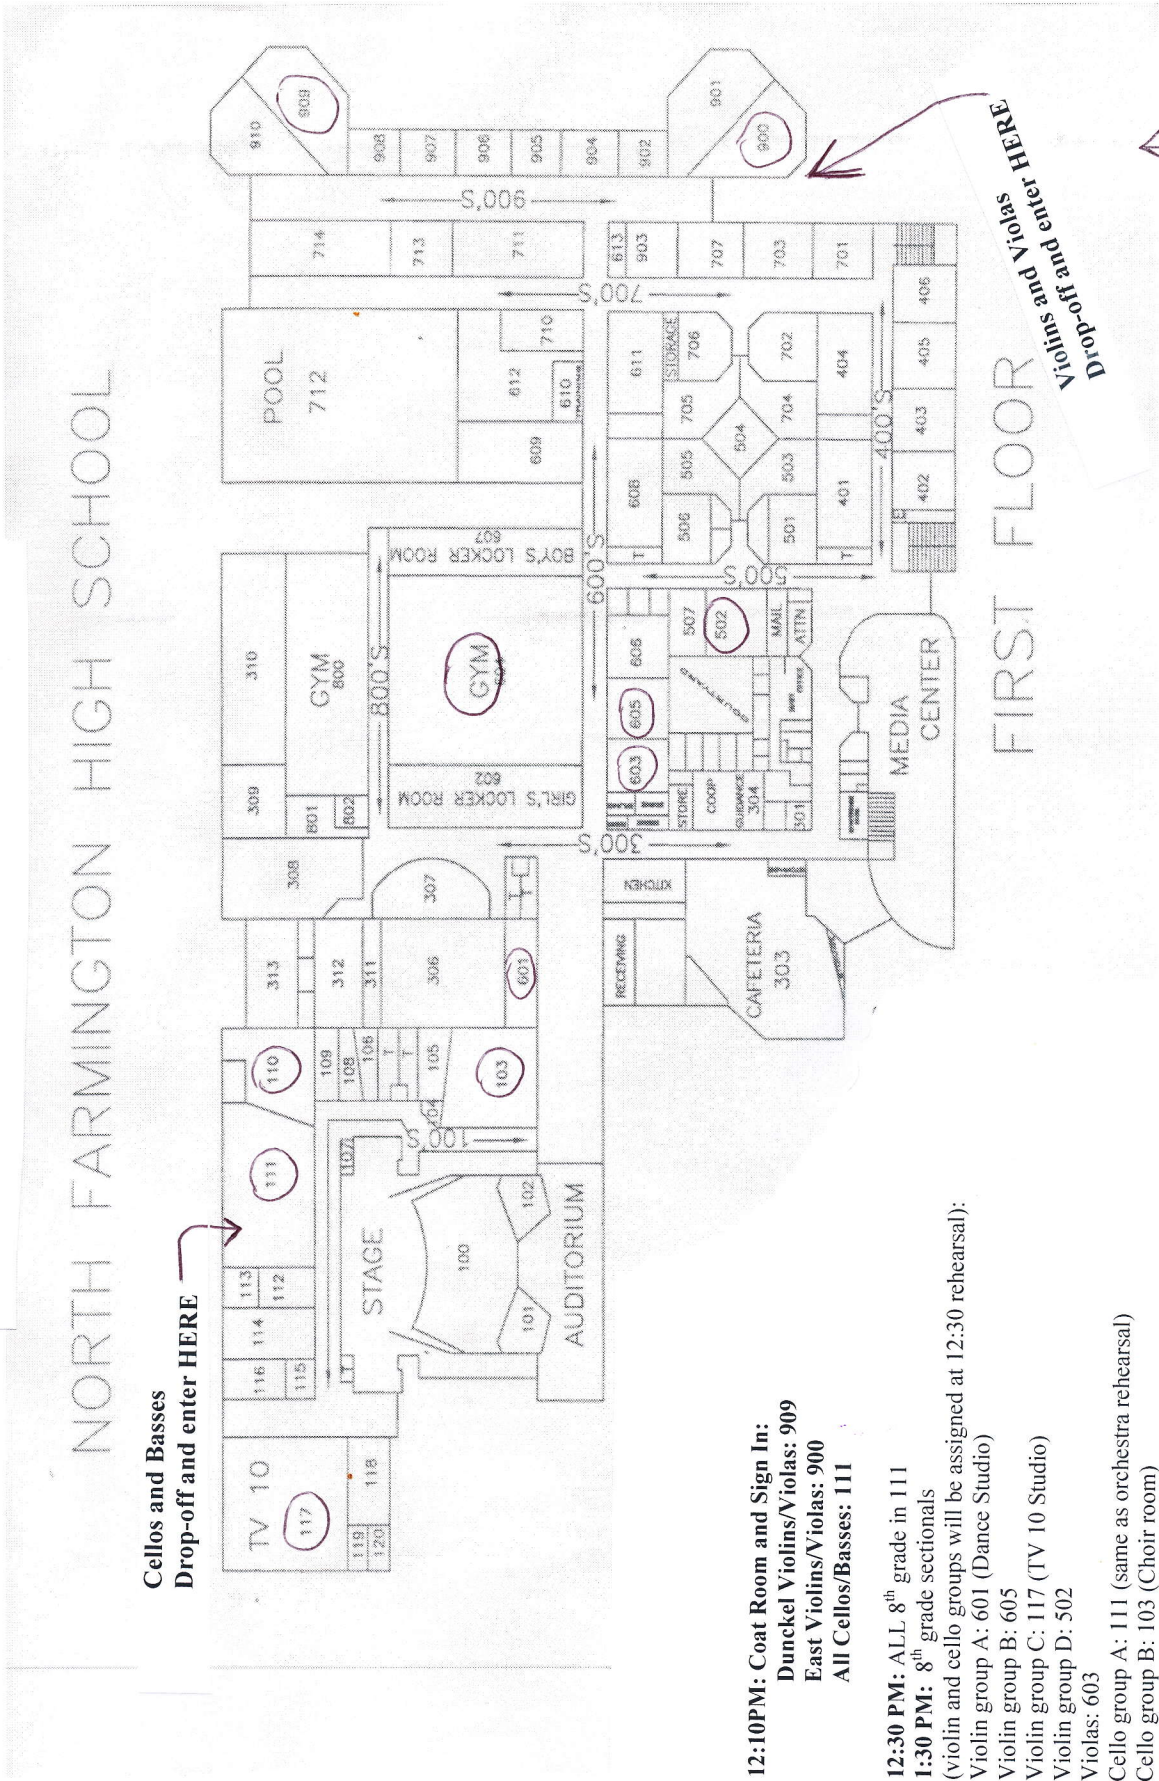 NORTH FARMINGTON HIGH SCHOOL
Cellos and Basses
Drop-off and enter HERE
TV 10
117
118
119
120
116
115
114
113
112
111
110
109
108
106
T
T
105
104
103
107
100'S
STAGE
T
100
101
102
AUDITORIUM
313
312
311
306
601
308
307
T
T
309
310
801
802
GYM
800
800'S
GIRL'S LOCKER ROOM
602
GYM
BOY'S LOCKER ROOM
607
POOL
712
609
612
610
TRAINING
710
714
713
711
910
909
908
907
906
905
904
902
901
900
900'S
700'S
600'S
300'S
500'S
400'S
RECEIVING
KITCHEN
CAFETERIA
303
603
605
606
STORE
COOP
GUIDANCE
304
301
COURTYARD
507
502
MAIL
ATTN
OFFICE
MEDIA
CENTER
T
608
506
505
501
503
504
T
401
611
STORAGE
705
706
704
702
404
613
903
707
703
701
E
402
403
405
406
FIRST FLOOR
Violins and Violas
Drop-off and enter HERE
12:10PM: Coat Room and Sign In:
Dunckel Violins/Violas: 909
East Violins/Violas: 900
All Cellos/Basses: 111
12:30 PM: ALL 8th grade in 111
1:30 PM: 8th grade sectionals
(violin and cello groups will be assigned at 12:30 rehearsal):
Violin group A: 601 (Dance Studio)
Violin group B: 605
Violin group C: 117 (TV 10 Studio)
Violin group D: 502
Violas: 603
Cello group A: 111 (same as orchestra rehearsal)
Cello group B: 103 (Choir room)